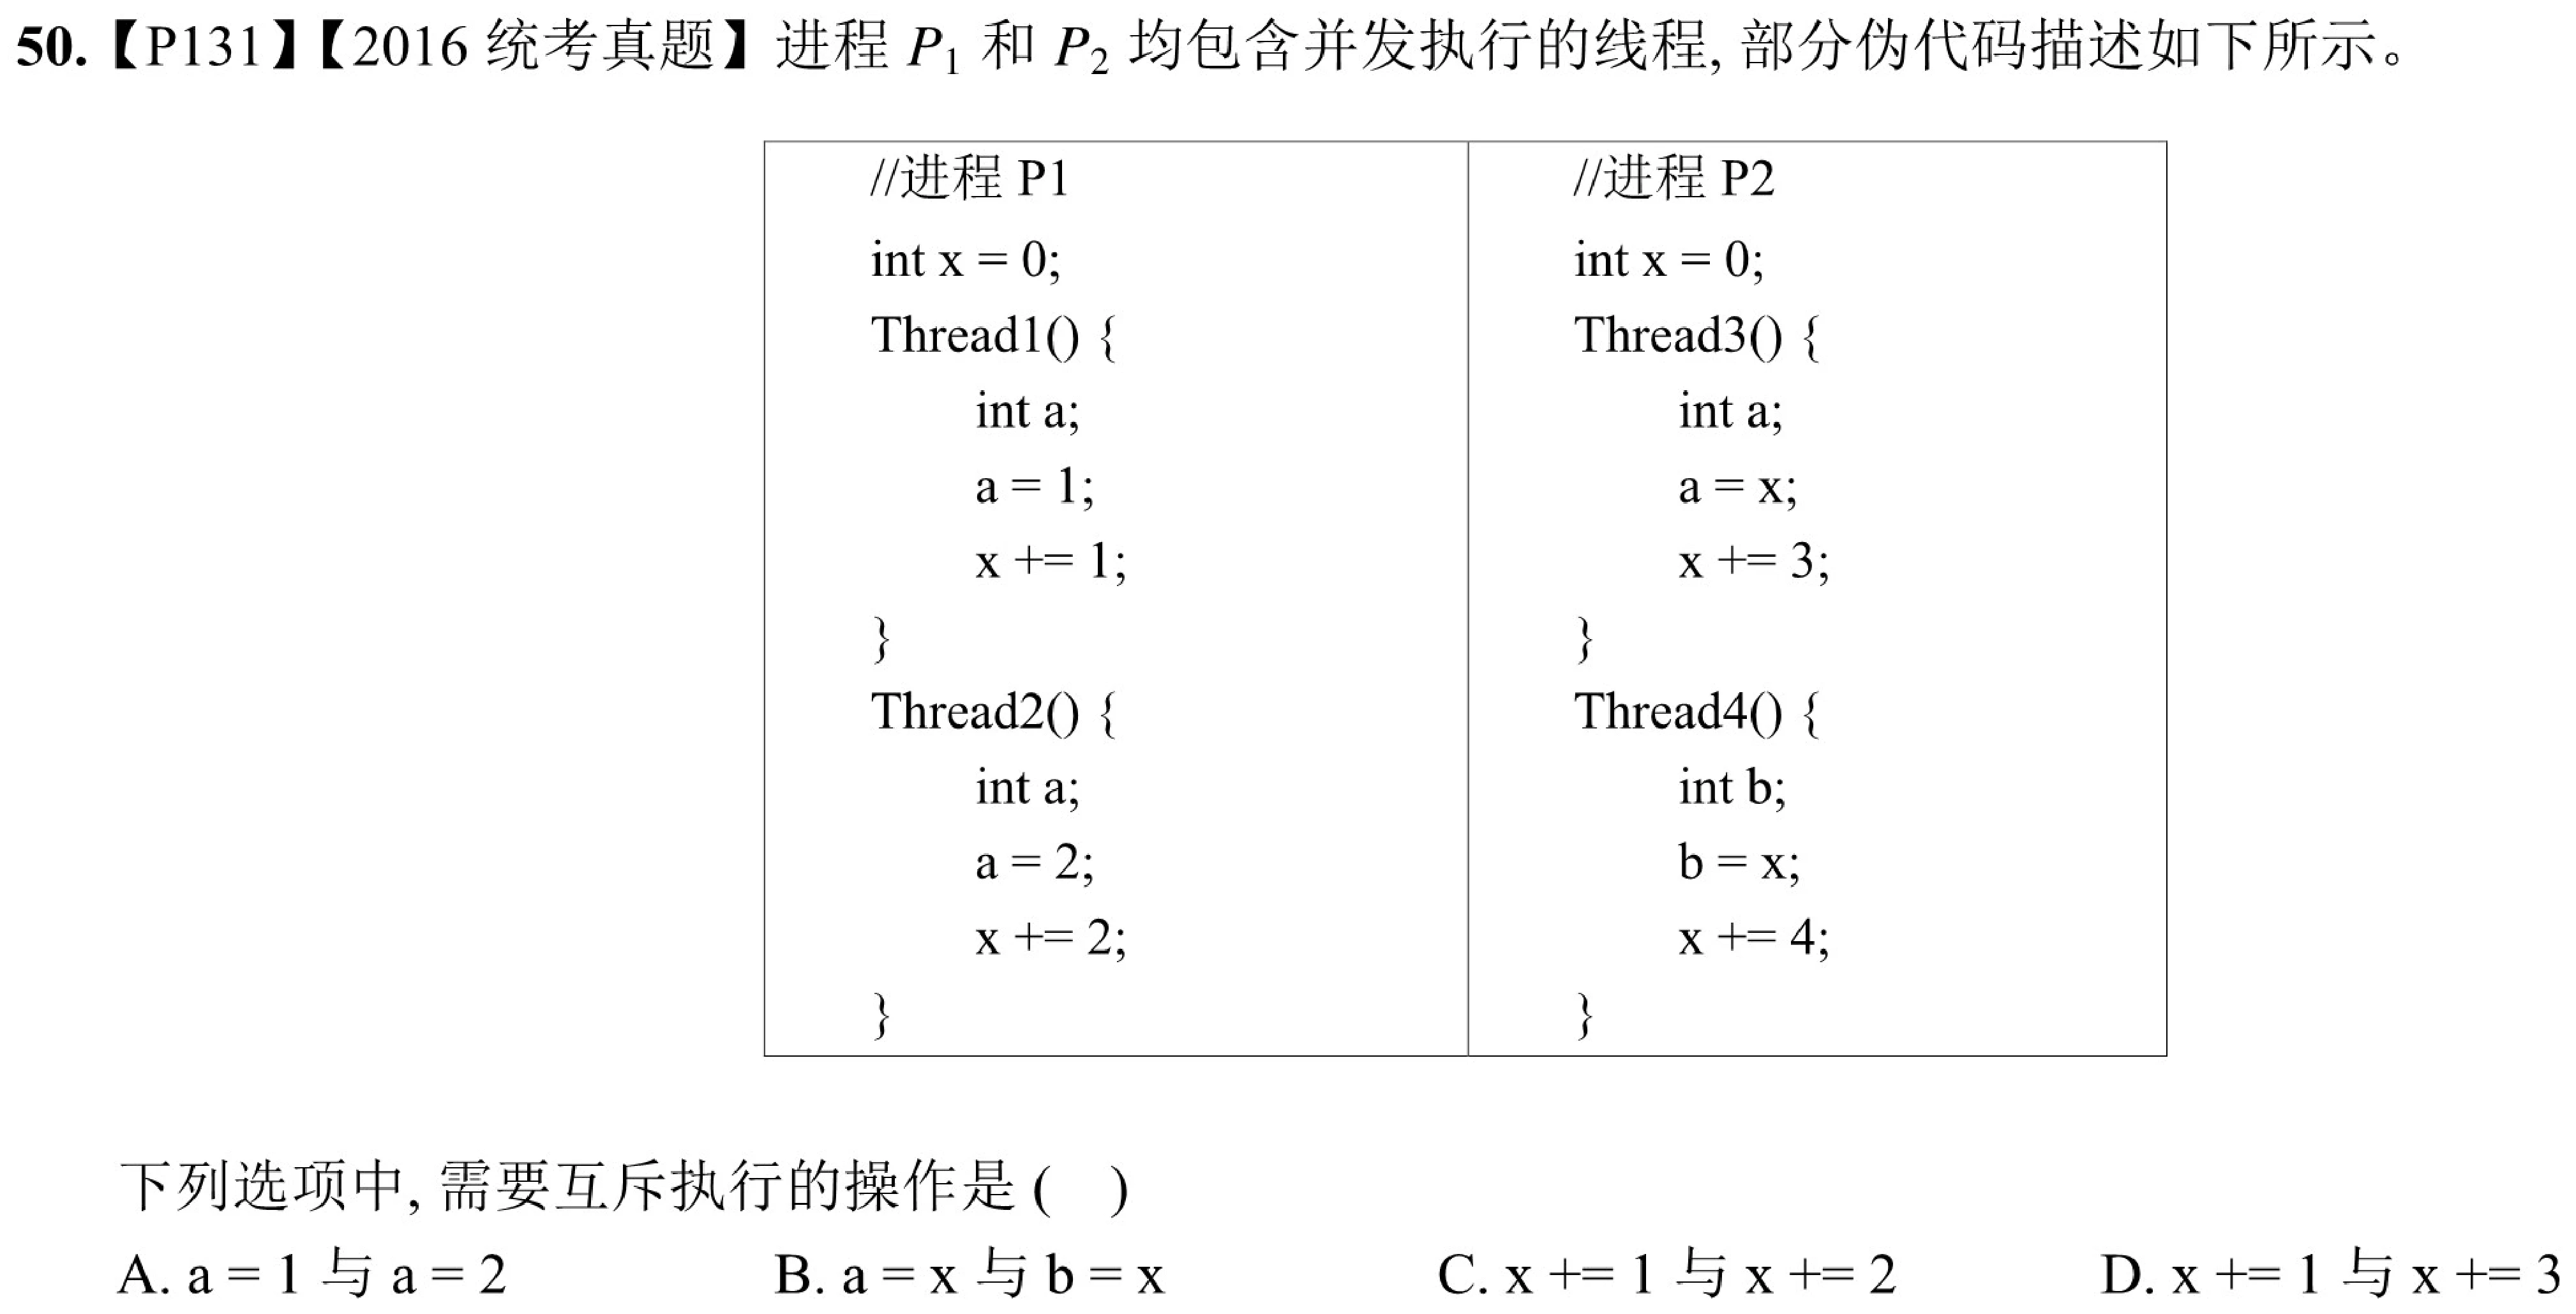 50.【P131】【2016 统考真题】进程 P₁ 和 P₂ 均包含并发执行的线程, 部分伪代码描述如下所示。
//进程 P1
int x = 0;
Thread1() {
int a;
a = 1;
x += 1;
}
Thread2() {
int a;
a = 2;
x += 2;
}
//进程 P2
int x = 0;
Thread3() {
int a;
a = x;
x += 3;
}
Thread4() {
int b;
b = x;
x += 4;
}
下列选项中, 需要互斥执行的操作是 (  )
A. a = 1 与 a = 2 B. a = x 与 b = x C. x += 1 与 x += 2 D. x += 1 与 x += 3